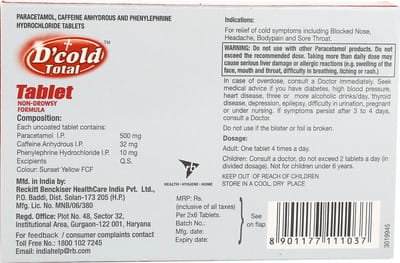 PARACETAMOL, CAFFEINE ANHYDROUS AND PHENYLEPHRINE
HYDROCHLORIDE TABLETS
D'cold
Total
TM
Tablet
NON-DROWSY
FORMULA
Composition:
Each uncoated tablet contains:
Paracetamol I.P. 500 mg
Caffeine Anhydrous I.P. 32 mg
Phenylephrine Hydrochloride I.P. 10 mg
Excipients Q.S.
Colour: Sunset Yellow FCF
Mfd. in India by:
Reckitt Benckiser HealthCare India Pvt. Ltd.,
P.O. Baddi, Dist. Solan-173 205 (H.P.)
Mfg. Lic. No. MNB/06/380
Regd. Office: Plot No. 48, Sector 32,
Institutional Area, Gurgaon-122 001, Haryana
For feedback / consumer complaints contact
Toll Free No.: 1800 102 7245
Email: indiahelp@rb.com
Indications:
For relief of cold symptoms including Blocked Nose,
Headache, Bodypain and Sore Throat.
WARNING: Do not use with other Paracetamol products. Do not
exceed the recommended dose. Taking more than daily dose may
cause serious liver damage or allergic reactions (e.g. swelling of the
face, mouth and throat, difficulty in breathing, itching or rash.)
In case of overdose, consult a Doctor immediately. Seek
medical advice if you have diabetes, high blood pressure,
heart disease, three or more alcoholic drinks/day, thyroid
disease, depression, epilepsy, difficulty in urination, pregnant
or under nursing. If symptoms persist after 3 to 4 days,
consult a Doctor.
Do not use if the blister or foil is broken.
Dosage:
Adult: One tablet 4 times a day.
Children: Consult a doctor, do not exceed 2 tablets a day (in
divided dose). Not for children under 6 years.
KEEP OUT OF REACH OF CHILDREN
STORE IN A COOL, DRY PLACE
rb
HEALTH • HYGIENE • HOME
MRP: Rs.
(inclusive of all taxes)
Per 2x6 Tablets.
Batch No.:
Mfg. date:
Expiry date:
See
on flap.
8 901177 111037
3019945